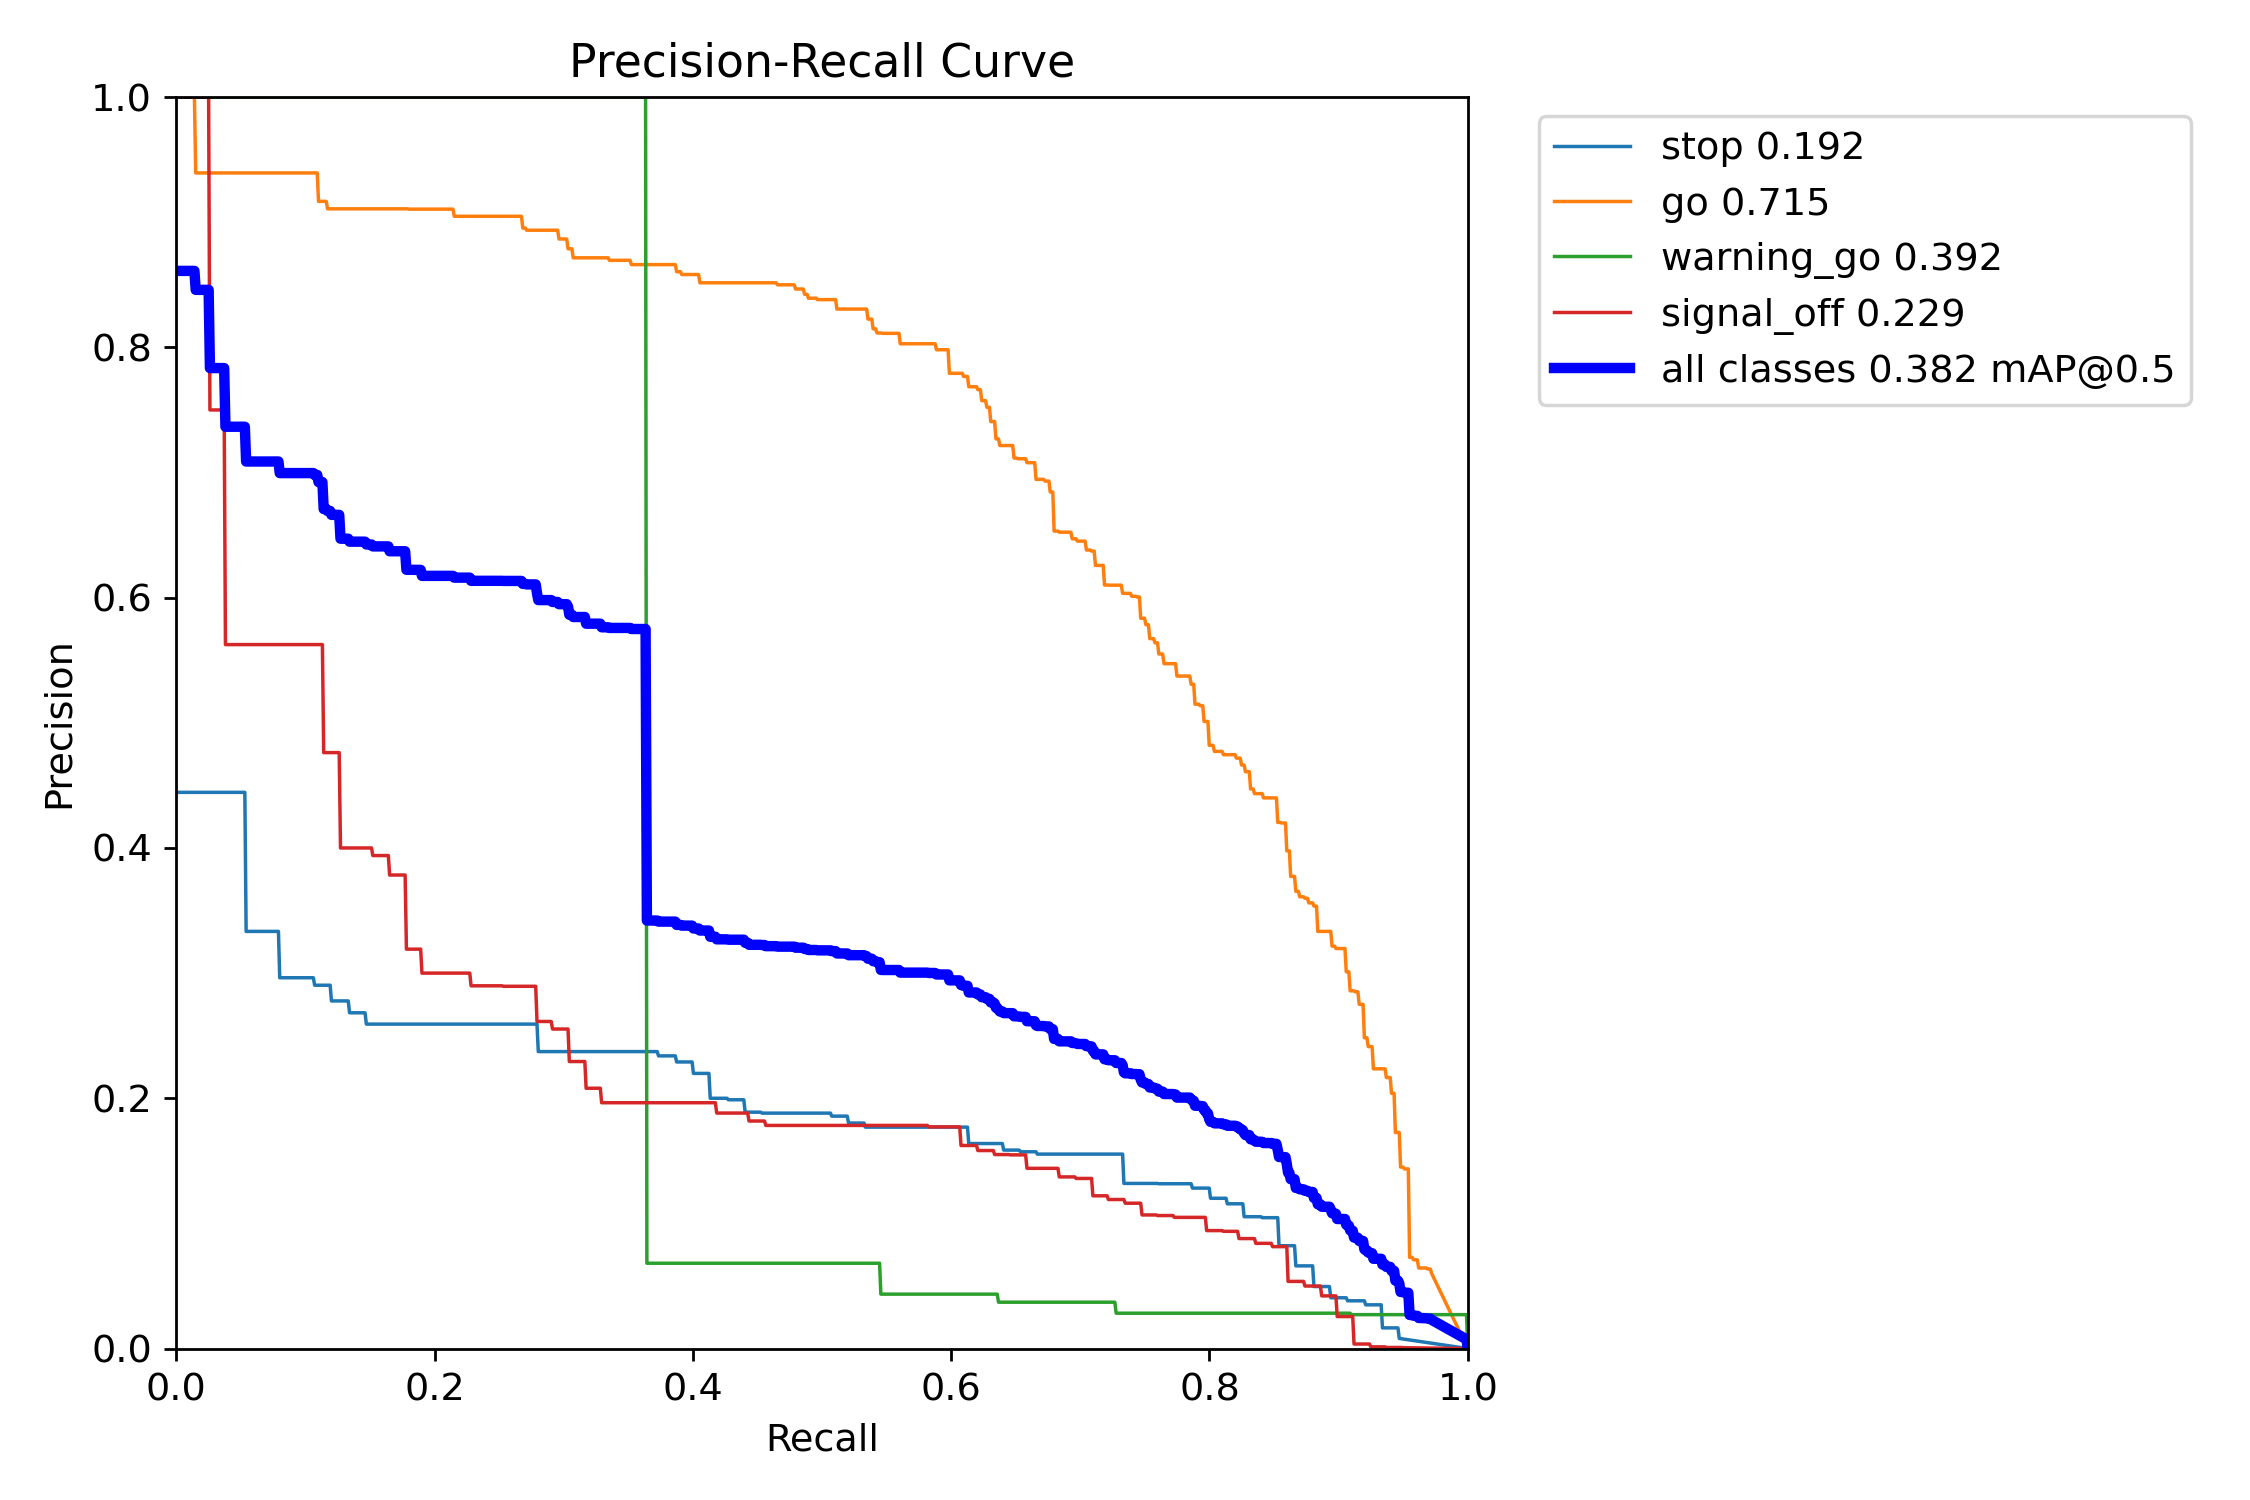 Precision-Recall Curve
1.0
0.8
0.6
0.4
0.2
0.0
Precision
0.0 0.2 0.4 0.6 0.8 1.0
Recall
stop 0.192
go 0.715
warning_go 0.392
signal_off 0.229
all classes 0.382 mAP@0.5